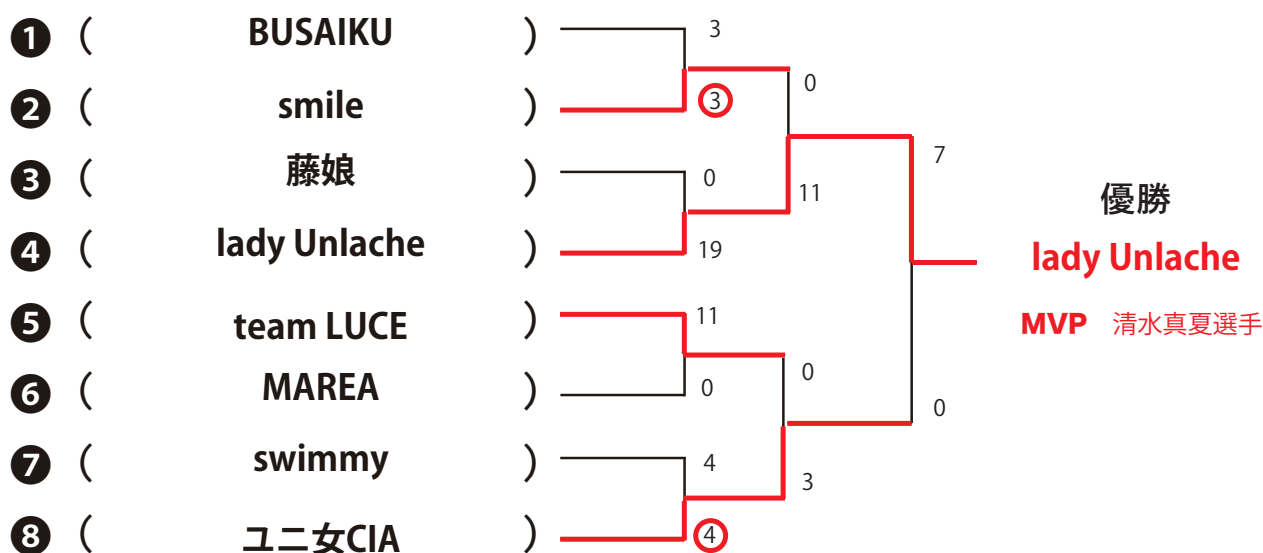 ❶ ( BUSAIKU ) 3
0
❷ ( smile ) 3
7
❸ ( 藤娘 ) 0
11
優勝
❹ ( lady Unlache ) 19
lady Unlache
❺ ( team LUCE ) 11
MVP 清水真夏選手
0
❻ ( MAREA ) 0
0
❼ ( swimmy ) 4
3
❽ ( ユニ女CIA ) 4